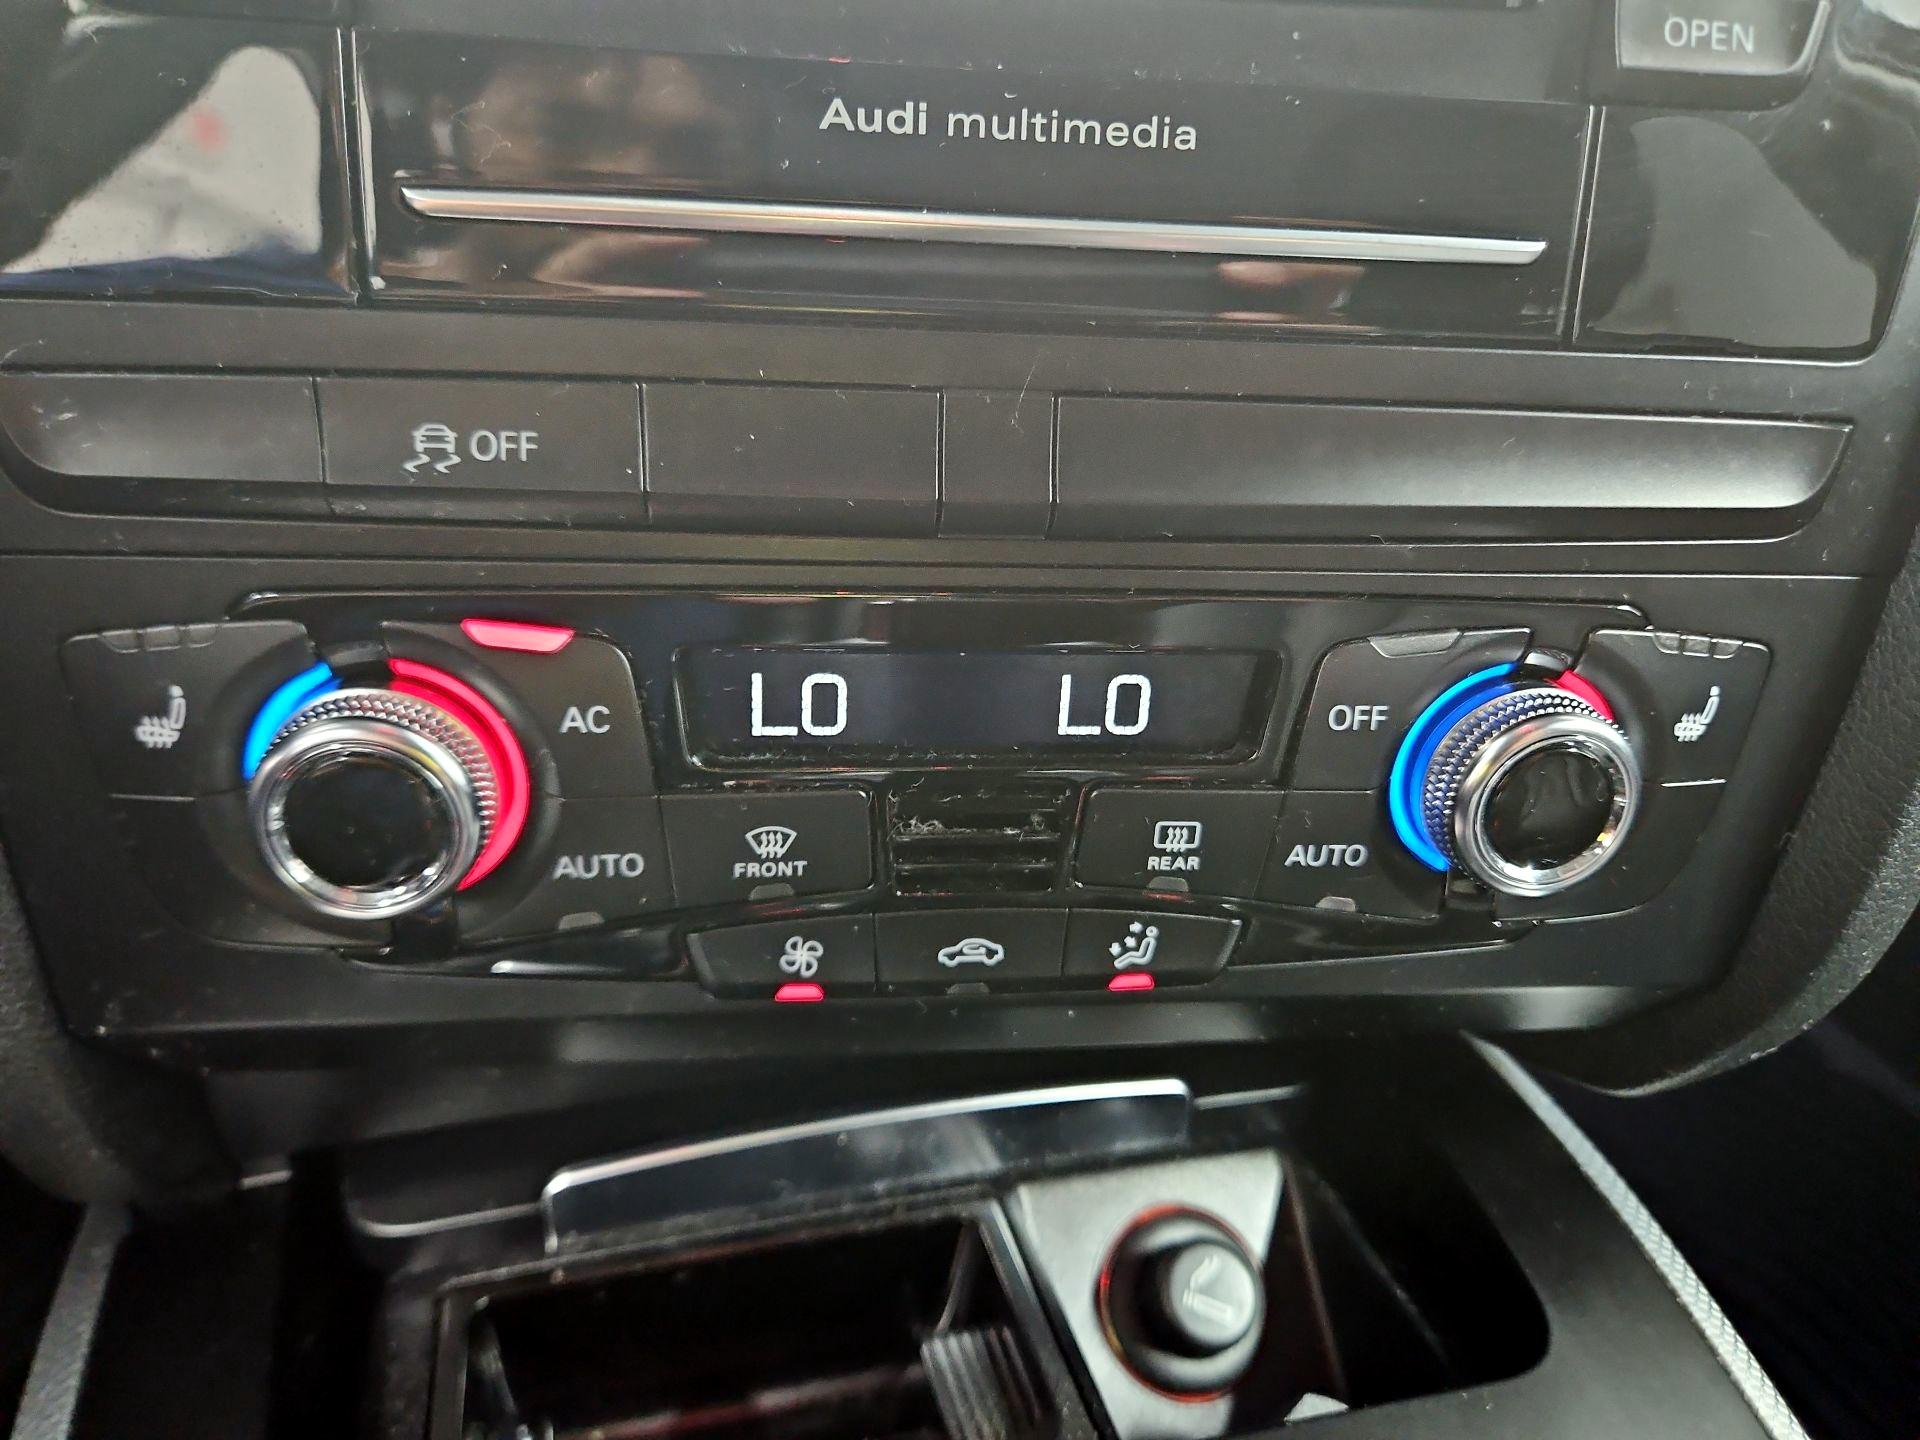 OPEN
Audi multimedia
OFF
AC
LO
LO
OFF
AUTO
FRONT
REAR
AUTO